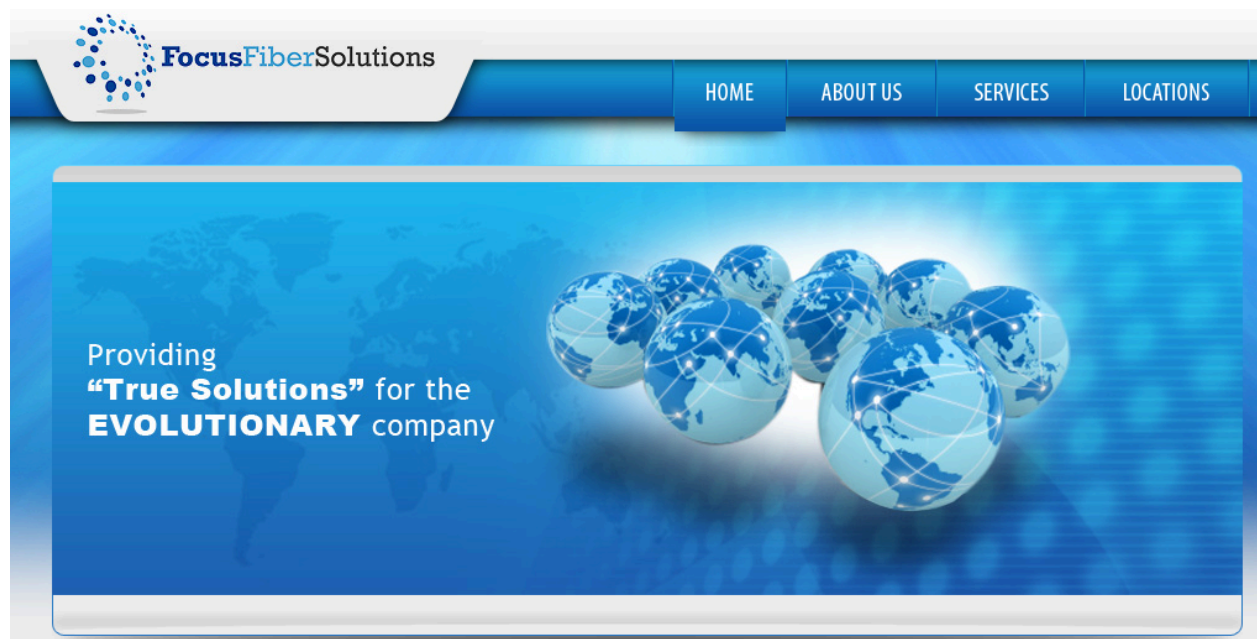 FocusFiberSolutions
HOME ABOUT US SERVICES LOCATIONS
Providing
“True Solutions” for the
EVOLUTIONARY company